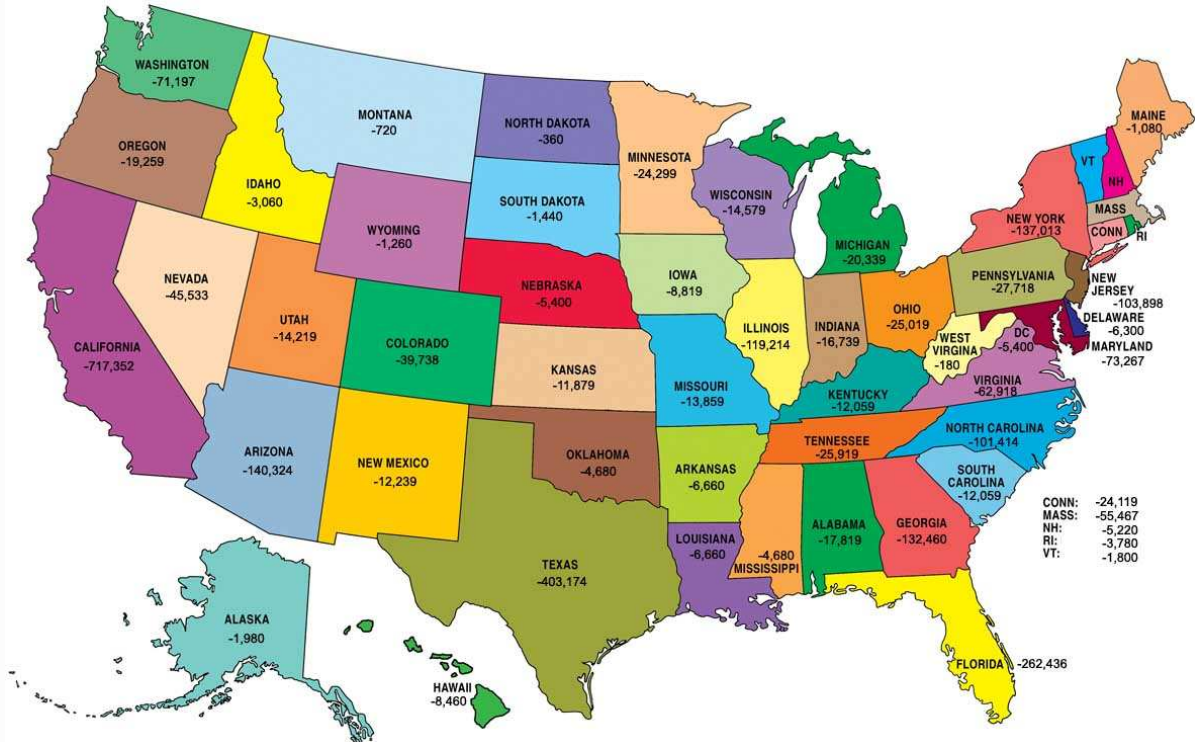 WASHINGTON
-71,197
OREGON
-19,259
IDAHO
-3,060
MONTANA
-720
NORTH DAKOTA
-360
MINNESOTA
-24,299
SOUTH DAKOTA
-1,440
WYOMING
-1,260
WISCONSIN
-14,579
MICHIGAN
-20,339
MAINE
-1,080
VT
NH
NEW YORK
-137,013
MASS
CONN
RI
CALIFORNIA
-717,352
NEVADA
-45,533
UTAH
-14,219
COLORADO
-39,738
NEBRASKA
-5,400
KANSAS
-11,879
IOWA
-8,819
MISSOURI
-13,859
ILLINOIS
-119,214
INDIANA
-16,739
OHIO
-25,019
PENNSYLVANIA
-27,718
NEW
JERSEY
-103,898
DELAWARE
-6,300
MARYLAND
-73,267
DC
-5,400
WEST
VIRGINA
-180
VIRGINIA
-62,918
KENTUCKY
-12,059
TENNESSEE
-25,919
NORTH CAROLINA
-101,414
SOUTH
CAROLINA
-12,059
ARIZONA
-140,324
NEW MEXICO
-12,239
OKLAHOMA
-4,680
ARKANSAS
-6,660
TEXAS
-403,174
LOUISIANA
-6,660
-4,680
MISSISSIPPI
ALABAMA
-17,819
GEORGIA
-132,460
FLORIDA
-262,436
CONN: -24,119
MASS: -55,467
NH: -5,220
RI: -3,780
VT: -1,800
ALASKA
-1,980
HAWAII
-8,460